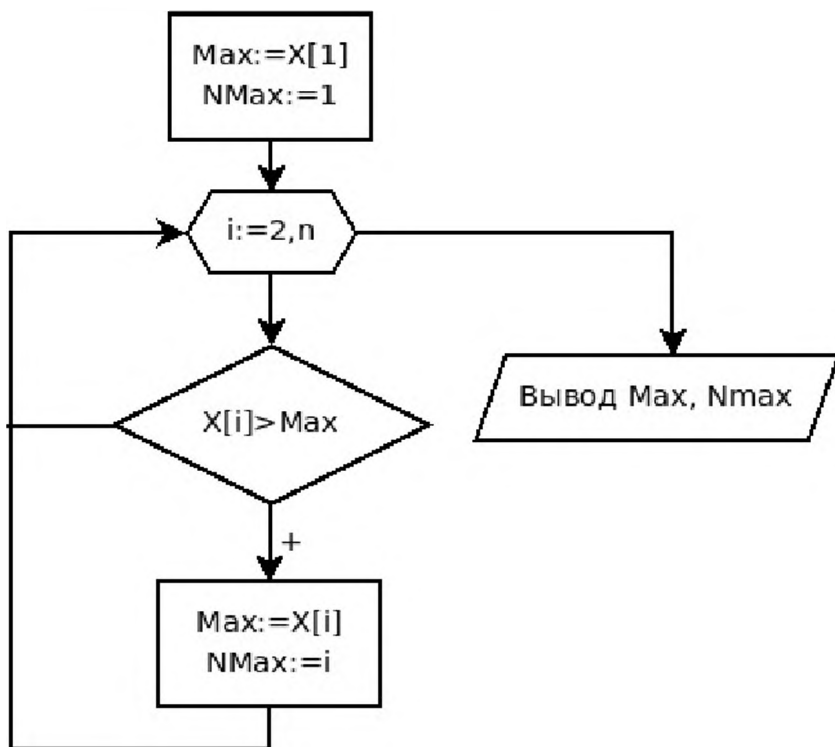 Max:=X[1]
NMax:=1
i:=2,n
X[i]>Max
Вывод Max, Nmax
+
Max:=X[i]
NMax:=i